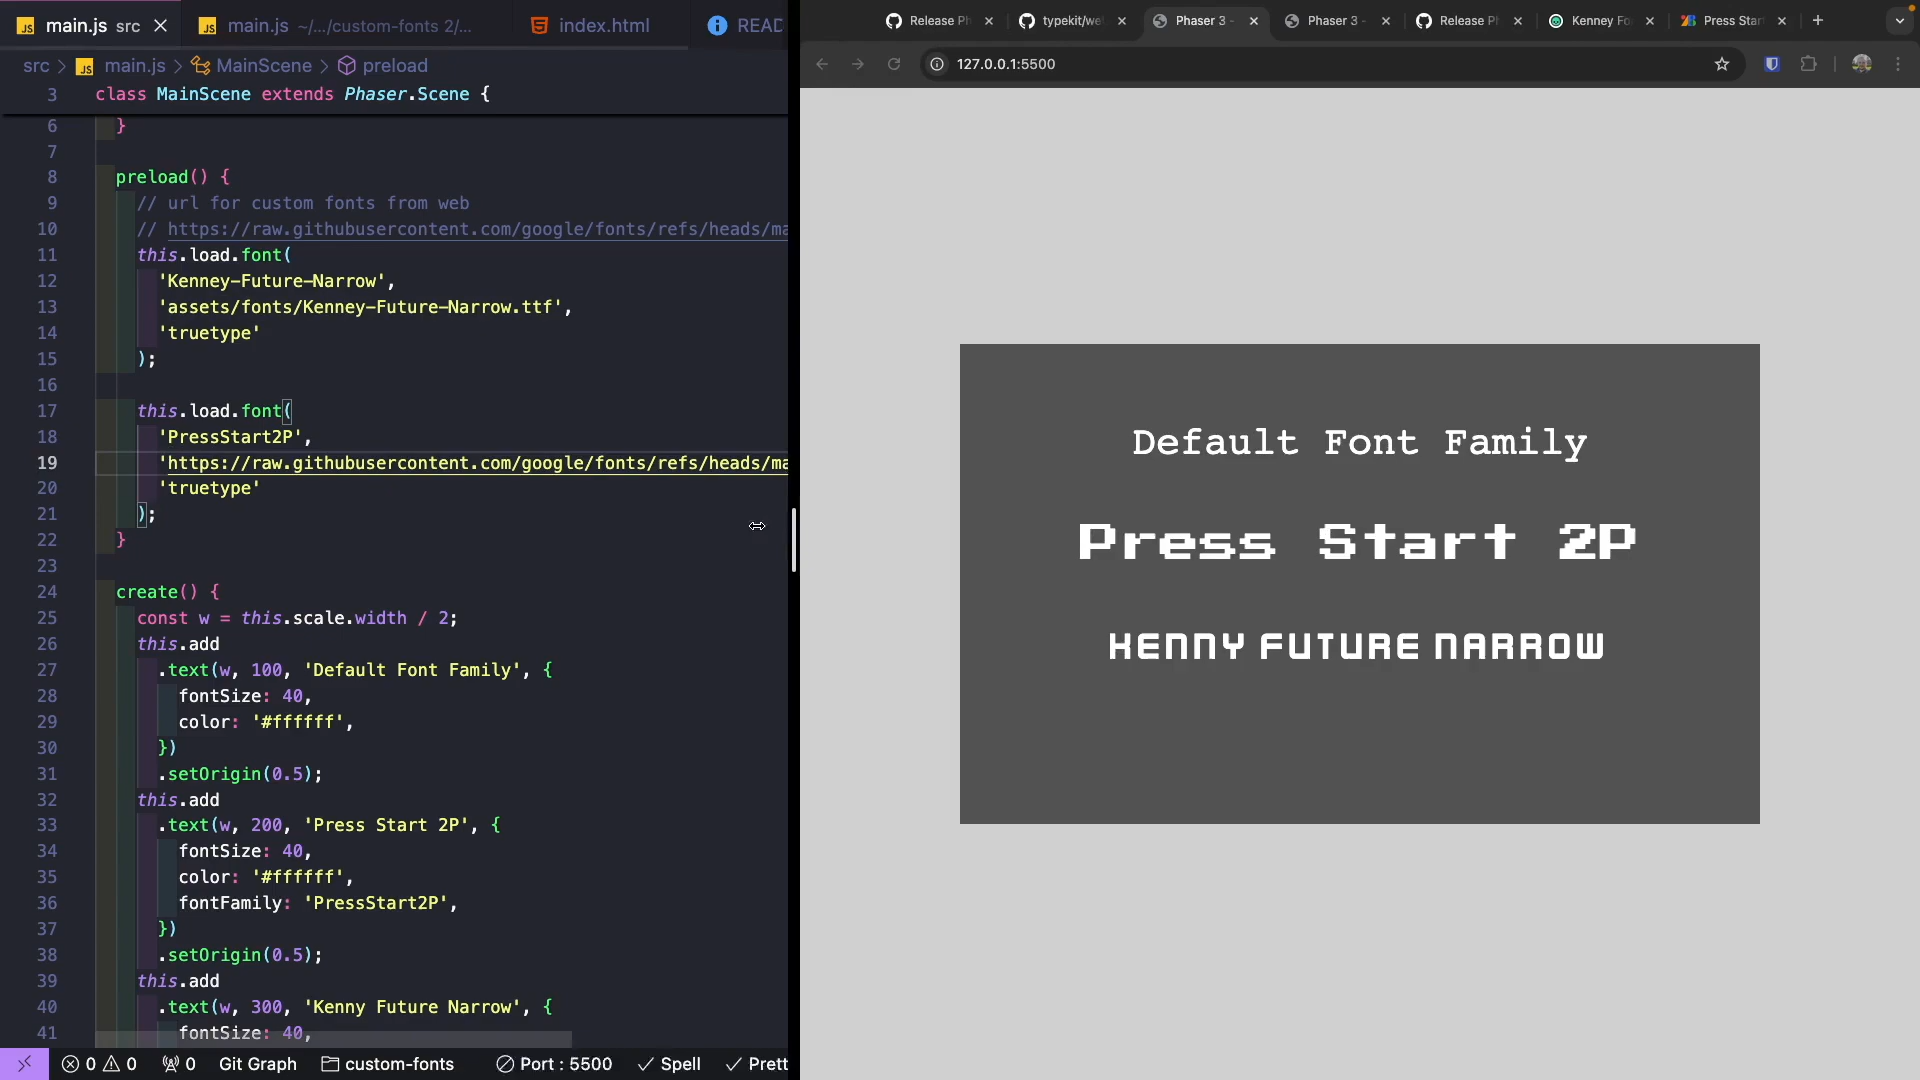 main.js src
main.js ~/.../custom-fonts 2/...
index.html
READ
src > main.js > MainScene > preload
3 class MainScene extends Phaser.Scene {
6 }
7
8 preload() {
9 // url for custom fonts from web
10 // https://raw.githubusercontent.com/google/fonts/refs/heads/ma
11 this.load.font(
12 'Kenney-Future-Narrow',
13 'assets/fonts/Kenney-Future-Narrow.ttf',
14 'truetype'
15 );
16
17 this.load.font(
18 'PressStart2P',
19 'https://raw.githubusercontent.com/google/fonts/refs/heads/ma
20 'truetype'
21 );
22 }
23
24 create() {
25 const w = this.scale.width / 2;
26 this.add
27 .text(w, 100, 'Default Font Family', {
28 fontSize: 40,
29 color: '#ffffff',
30 })
31 .setOrigin(0.5);
32 this.add
33 .text(w, 200, 'Press Start 2P', {
34 fontSize: 40,
35 color: '#ffffff',
36 fontFamily: 'PressStart2P',
37 })
38 .setOrigin(0.5);
39 this.add
40 .text(w, 300, 'Kenny Future Narrow', {
41 fontSize: 40,
0 0 0 Git Graph custom-fonts Port : 5500 Spell Prett
Release Ph
typekit/we
Phaser 3 -
Phaser 3 -
Release Ph
Kenney Fo
Press Star
127.0.0.1:5500
Default Font Family
Press Start 2P
KENNY FUTURE NARROW